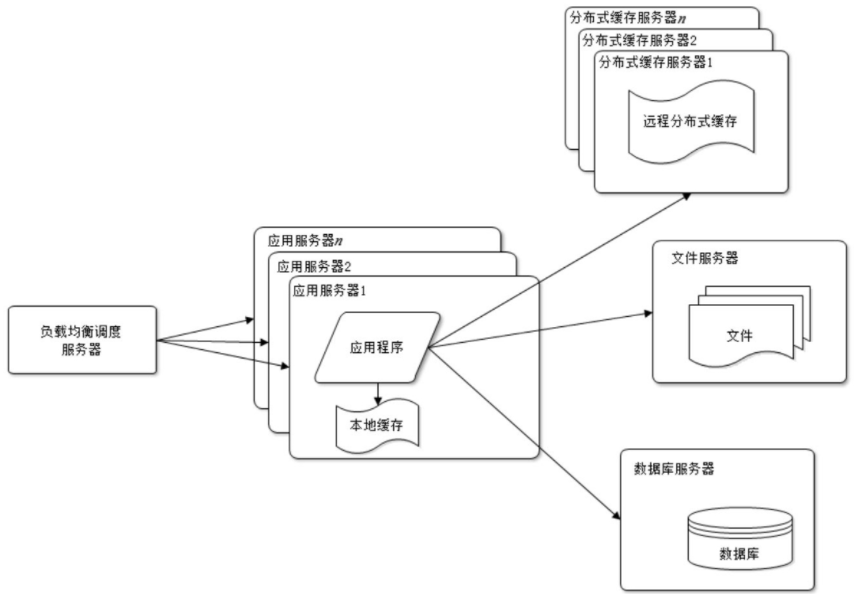 分布式缓存服务器n
分布式缓存服务器2
分布式缓存服务器1
远程分布式缓存
应用服务器n
应用服务器2
应用服务器1
应用程序
本地缓存
负载均衡调度
服务器
文件服务器
文件
数据库服务器
数据库